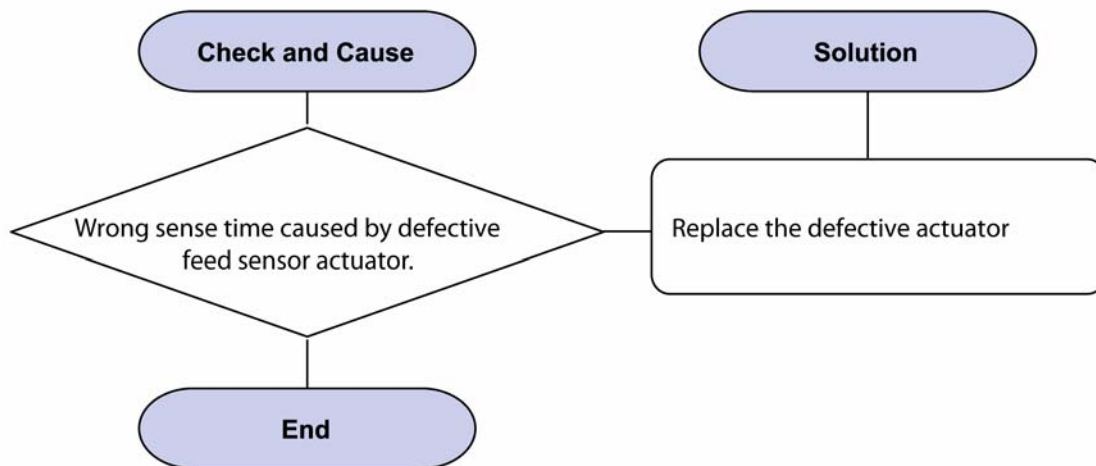 Check and Cause
Solution
Wrong sense time caused by defective
feed sensor actuator.
Replace the defective actuator
End